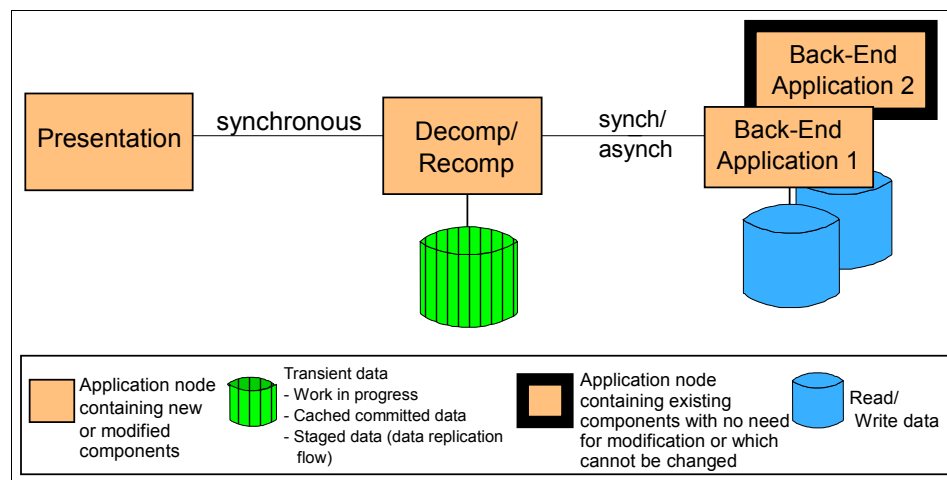 Back-End
Application 2
Presentation
synchronous
Decomp/
Recomp
synch/
asynch
Back-End
Application 1
Application node
containing new
or modified
components
Transient data
- Work in progress
- Cached committed data
- Staged data (data replication
flow)
Application node
containing existing
components with no need
for modification or which
cannot be changed
Read/
Write data